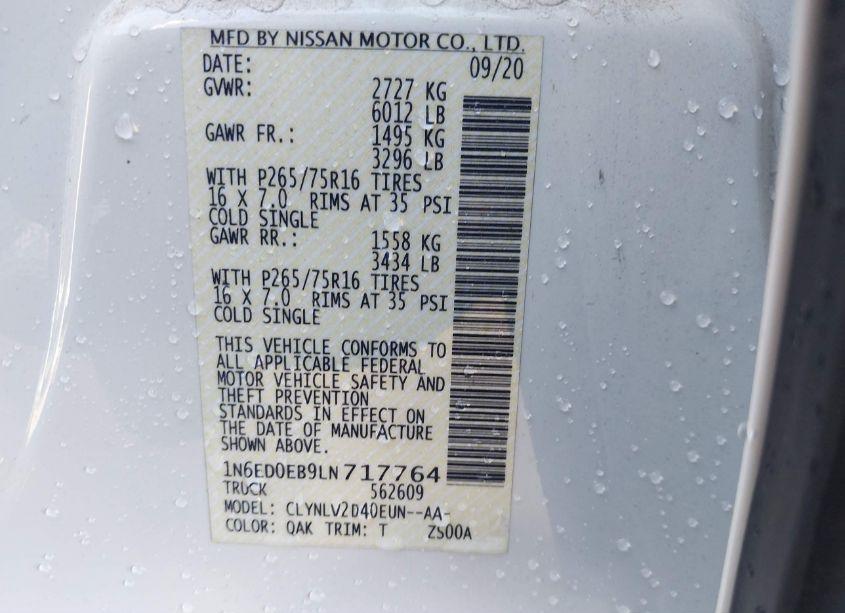 MFD BY NISSAN MOTOR CO., LTD.
DATE: 09/20
GVWR: 2727 KG
6012 LB
GAWR FR.: 1495 KG
3296 LB
WITH P265/75R16 TIRES
16 X 7.0 RIMS AT 35 PSI
COLD SINGLE
GAWR RR.: 1558 KG
3434 LB
WITH P265/75R16 TIRES
16 X 7.0 RIMS AT 35 PSI
COLD SINGLE
THIS VEHICLE CONFORMS TO
ALL APPLICABLE FEDERAL
MOTOR VEHICLE SAFETY AND
THEFT PREVENTION
STANDARDS IN EFFECT ON
THE DATE OF MANUFACTURE
SHOWN ABOVE.
1N6ED0EB9LN717764
TRUCK 562609
MODEL: CLYNLV2D40EUN--AA-
COLOR: QAK TRIM: T ZS00A